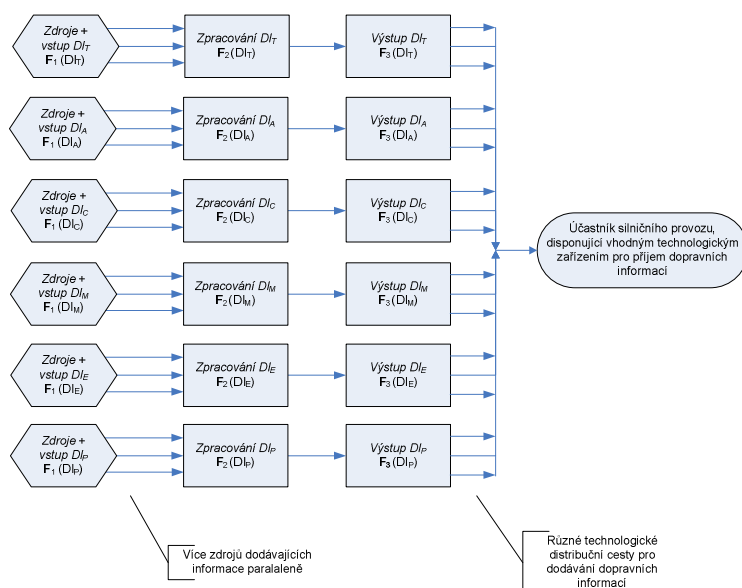 Zdroje +
vstup DI_T
F₁(DI_T)
Zpracování DI_T
F₂(DI_T)
Výstup DI_T
F₃(DI_T)
Zdroje +
vstup DI_A
F₁(DI_A)
Zpracování DI_A
F₂(DI_A)
Výstup DI_A
F₃(DI_A)
Zdroje +
vstup DI_C
F₁(DI_C)
Zpracování DI_C
F₂(DI_C)
Výstup DI_C
F₃(DI_C)
Účastník silničního provozu,
disponující vhodným technologickým
zařízením pro příjem dopravních
informací
Zdroje +
vstup DI_M
F₁(DI_M)
Zpracování DI_M
F₂(DI_M)
Výstup DI_M
F₃(DI_M)
Zdroje +
vstup DI_E
F₁(DI_E)
Zpracování DI_E
F₂(DI_E)
Výstup DI_E
F₃(DI_E)
Zdroje +
vstup DI_P
F₁(DI_P)
Zpracování DI_P
F₂(DI_P)
Výstup DI_P
F₃(DI_P)
Více zdrojů dodávajících
informace paralaleně
Různé technologické
distribuční cesty pro
dodávání dopravních
informací